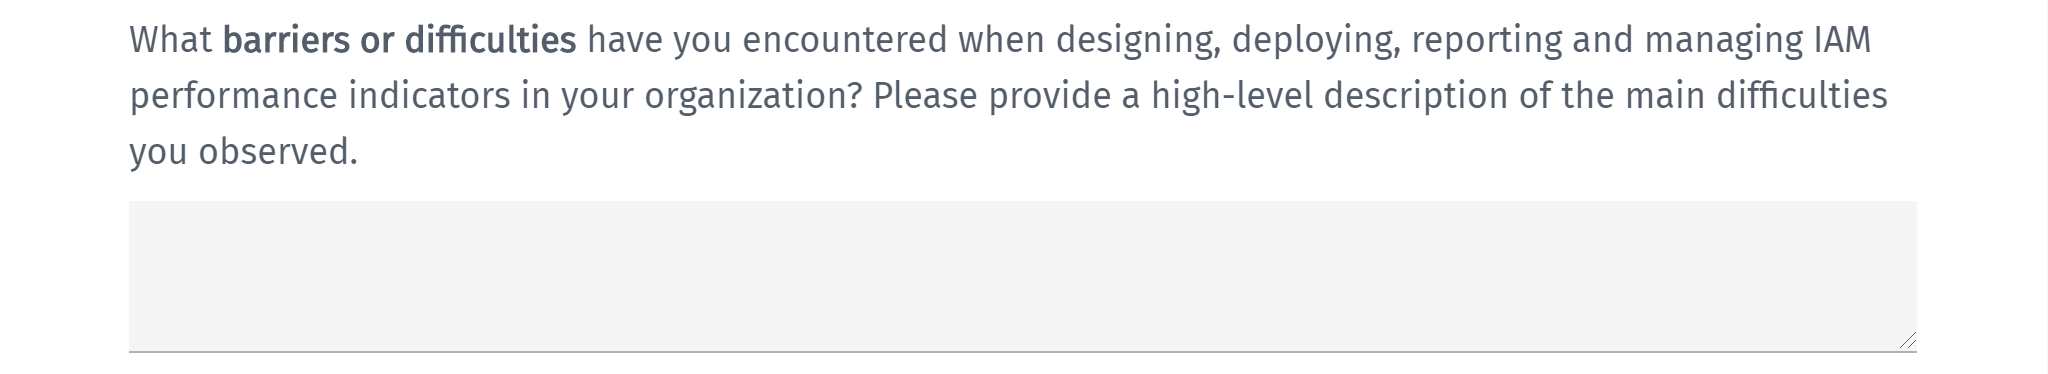 What barriers or difficulties have you encountered when designing, deploying, reporting and managing IAM
performance indicators in your organization? Please provide a high-level description of the main difficulties
you observed.